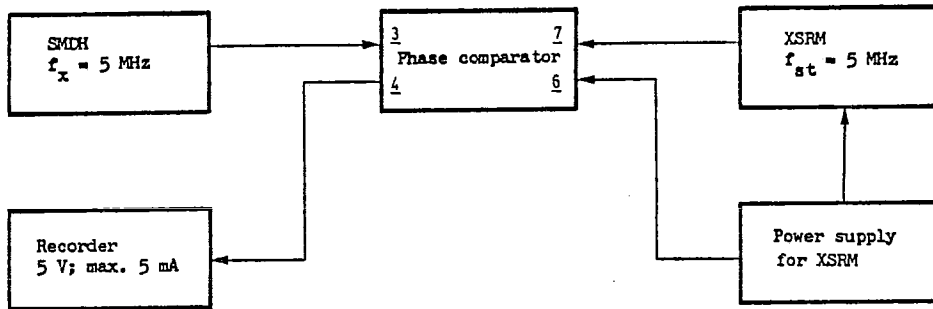 SMDH
f_x = 5 MHz
3
7
Phase comparator
4
6
XSRM
f_st = 5 MHz
Recorder
5 V; max. 5 mA
Power supply
for XSRM